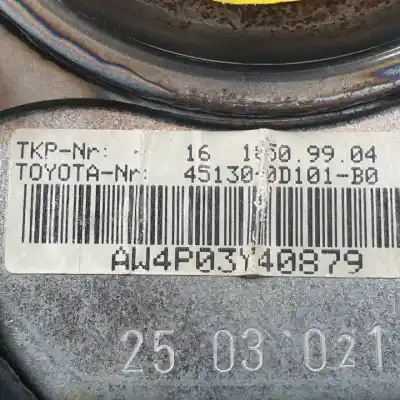 TKP-Nr: 16 1850.99.04
TOYOTA-Nr: 45130-0D101-B0
AW4P03Y40879
25 03 021